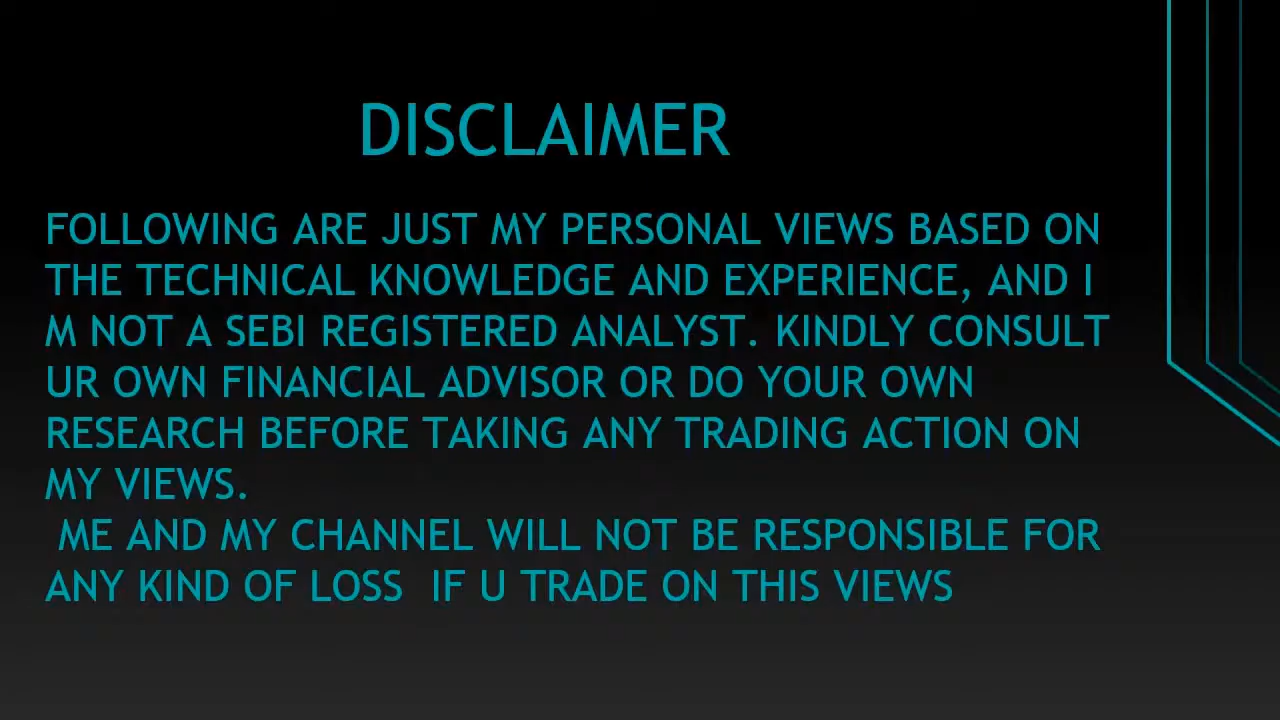 DISCLAIMER
FOLLOWING ARE JUST MY PERSONAL VIEWS BASED ON
THE TECHNICAL KNOWLEDGE AND EXPERIENCE, AND I
M NOT A SEBI REGISTERED ANALYST. KINDLY CONSULT
UR OWN FINANCIAL ADVISOR OR DO YOUR OWN
RESEARCH BEFORE TAKING ANY TRADING ACTION ON
MY VIEWS.
ME AND MY CHANNEL WILL NOT BE RESPONSIBLE FOR
ANY KIND OF LOSS  IF U TRADE ON THIS VIEWS